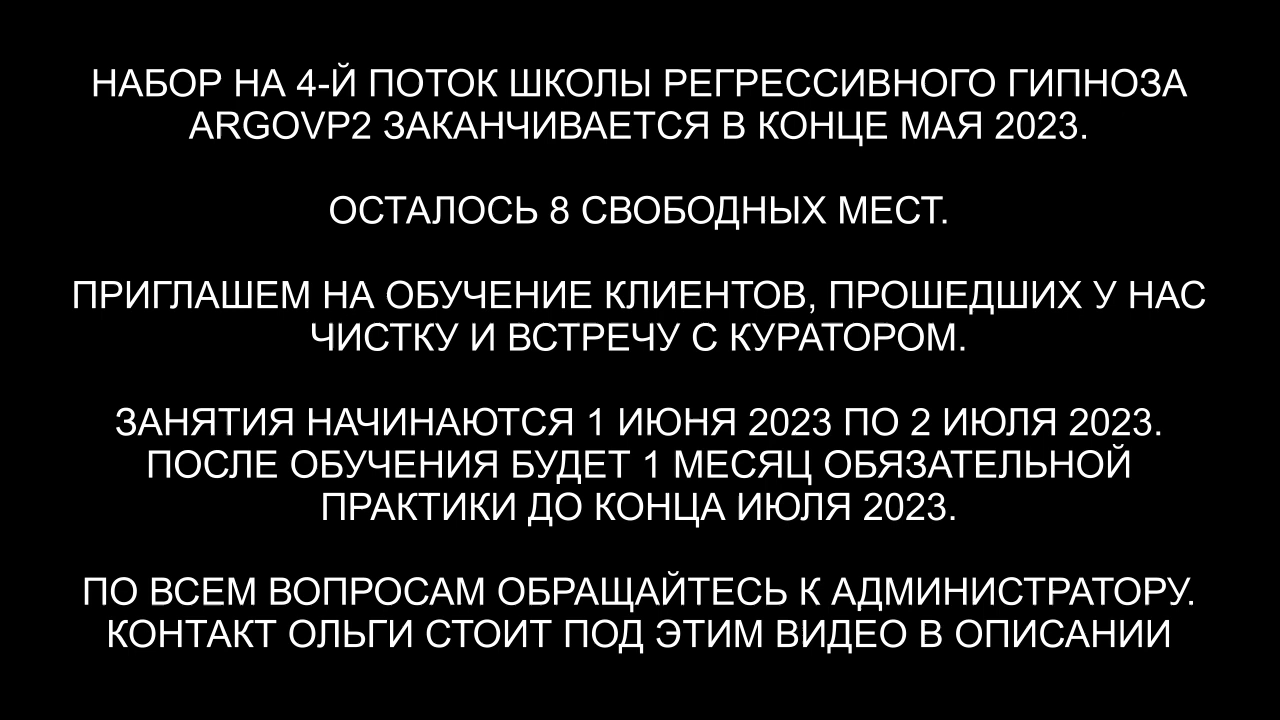 НАБОР НА 4-Й ПОТОК ШКОЛЫ РЕГРЕССИВНОГО ГИПНОЗА
ARGOVP2 ЗАКАНЧИВАЕТСЯ В КОНЦЕ МАЯ 2023.
ОСТАЛОСЬ 8 СВОБОДНЫХ МЕСТ.
ПРИГЛАШЕМ НА ОБУЧЕНИЕ КЛИЕНТОВ, ПРОШЕДШИХ У НАС
ЧИСТКУ И ВСТРЕЧУ С КУРАТОРОМ.
ЗАНЯТИЯ НАЧИНАЮТСЯ 1 ИЮНЯ 2023 ПО 2 ИЮЛЯ 2023.
ПОСЛЕ ОБУЧЕНИЯ БУДЕТ 1 МЕСЯЦ ОБЯЗАТЕЛЬНОЙ
ПРАКТИКИ ДО КОНЦА ИЮЛЯ 2023.
ПО ВСЕМ ВОПРОСАМ ОБРАЩАЙТЕСЬ К АДМИНИСТРАТОРУ.
КОНТАКТ ОЛЬГИ СТОИТ ПОД ЭТИМ ВИДЕО В ОПИСАНИИ